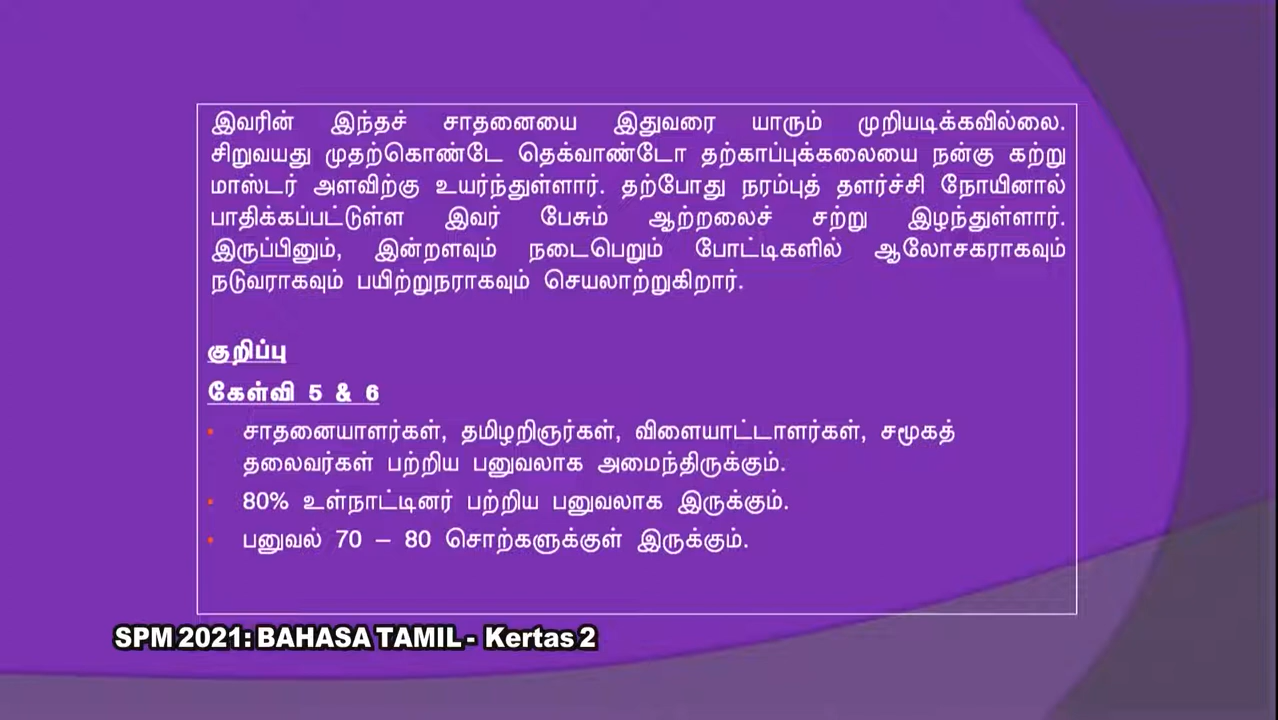 இவரின் இந்தச் சாதனையை இதுவரை யாரும் முறியடிக்கவில்லை.
சிறுவயது முதற்கொண்டே தெக்வாண்டோ தற்காப்புக்கலையை நன்கு கற்று
மாஸ்டர் அளவிற்கு உயர்ந்துள்ளார். தற்போது நரம்புத் தளர்ச்சி நோயினால்
பாதிக்கப்பட்டுள்ள இவர் பேசும் ஆற்றலைச் சற்று இழந்துள்ளார்.
இருப்பினும், இன்றளவும் நடைபெறும் போட்டிகளில் ஆலோசகராகவும்
நடுவராகவும் பயிற்றுநராகவும் செயலாற்றுகிறார்.
குறிப்பு
கேள்வி 5 & 6
• சாதனையாளர்கள், தமிழறிஞர்கள், விளையாட்டாளர்கள், சமூகத்
தலைவர்கள் பற்றிய பனுவலாக அமைந்திருக்கும்.
• 80% உள்நாட்டினர் பற்றிய பனுவலாக இருக்கும்.
• பனுவல் 70 – 80 சொற்களுக்குள் இருக்கும்.
SPM 2021: BAHASA TAMIL - Kertas 2